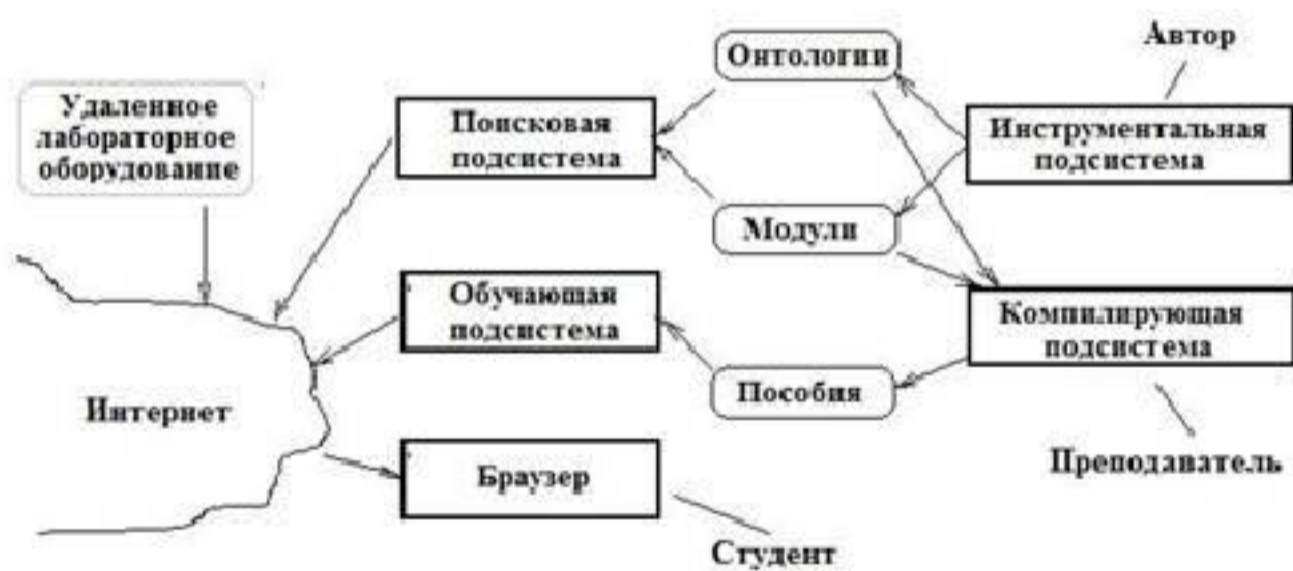 Автор
Онтологии
Удаленное
лабораторное
оборудование
Поисковая
подсистема
Инструментальная
подсистема
Модули
Обучающая
подсистема
Компилирующая
подсистема
Пособия
Интернет
Браузер
Преподаватель
Студент